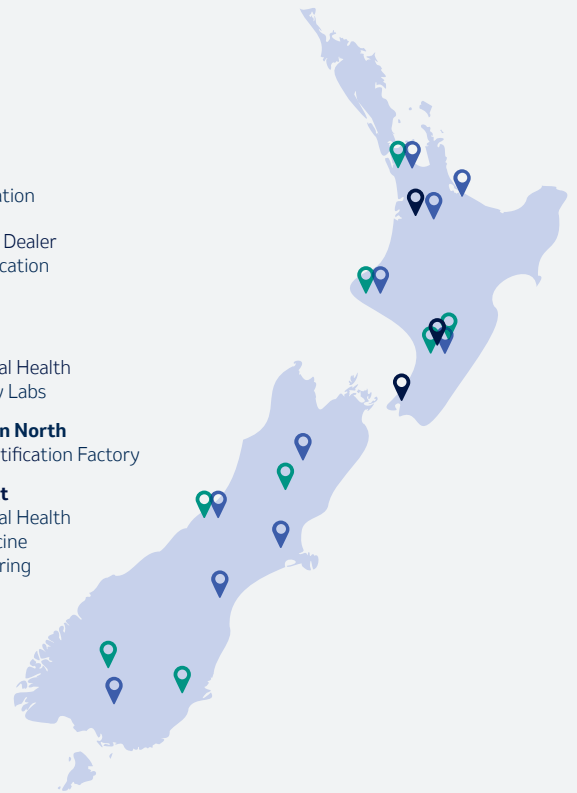 ation
Dealer
cation
al Health
y Labs
n North
tification Factory
t
al Health
cine
ring